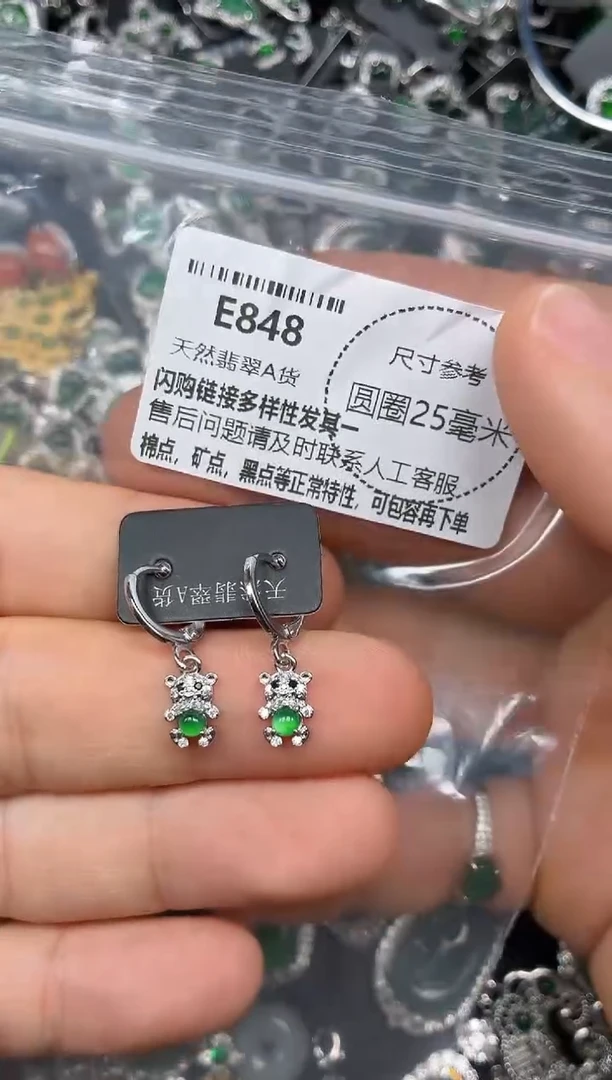 E848
天然翡翠A货
闪购链接多样性发其一
售后问题请及时联系人工客服
棉点，矿点，黑点等正常特性，可包容再下单
尺寸参考
圆圈25毫米
天然翡翠A货